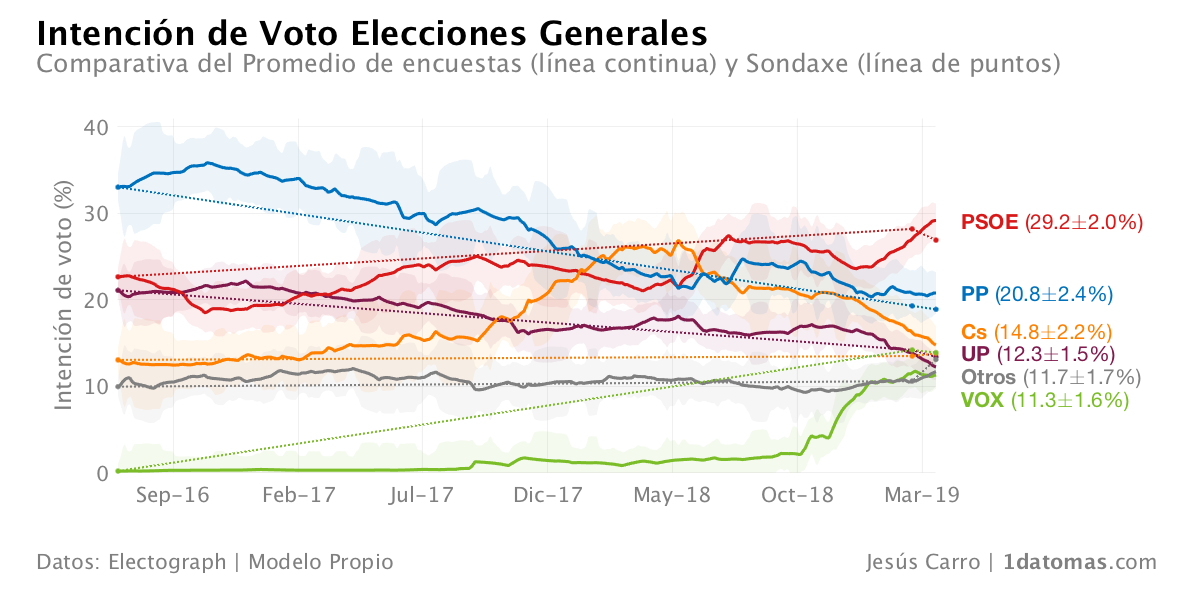 Intención de Voto Elecciones Generales
Comparativa del Promedio de encuestas (línea continua) y Sondaxe (línea de puntos)
Intención de voto (%)
40
30
20
10
0
Sep-16
Feb-17
Jul-17
Dic-17
May-18
Oct-18
Mar-19
PSOE (29.2±2.0%)
PP (20.8±2.4%)
Cs (14.8±2.2%)
UP (12.3±1.5%)
Otros (11.7±1.7%)
VOX (11.3±1.6%)
Datos: Electograph | Modelo Propio
Jesús Carro | 1datomas.com